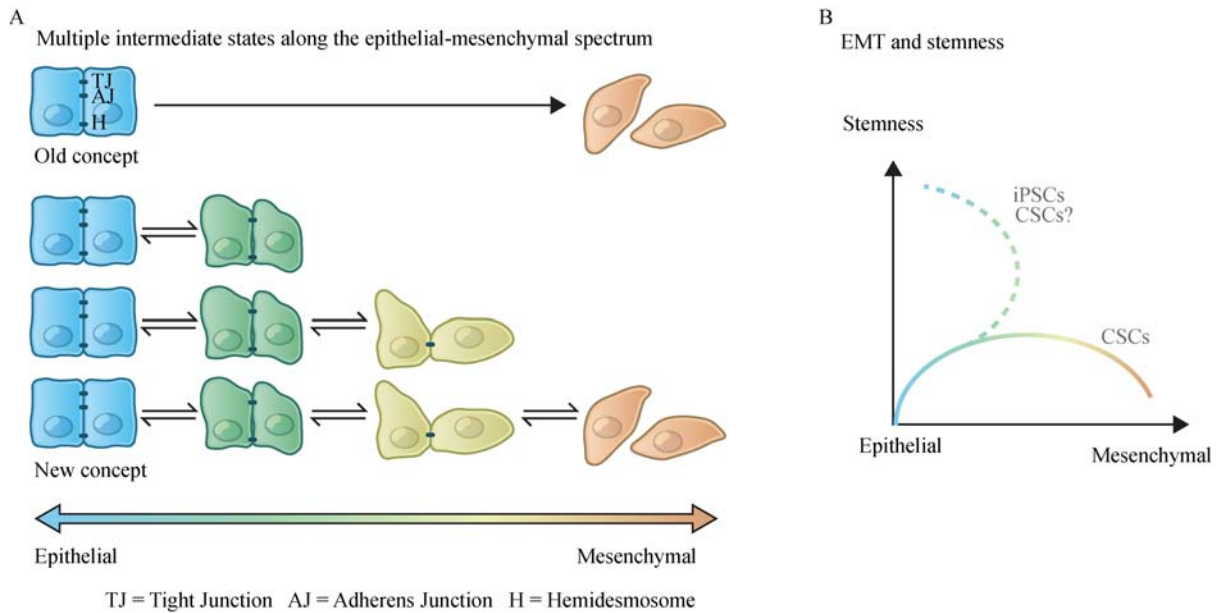 A
Multiple intermediate states along the epithelial-mesenchymal spectrum
TJ
AJ
H
Old concept
New concept
Epithelial
Mesenchymal
TJ = Tight Junction AJ = Adherens Junction H = Hemidesmosome
B
EMT and stemness
Stemness
iPSCs
CSCs?
CSCs
Epithelial
Mesenchymal